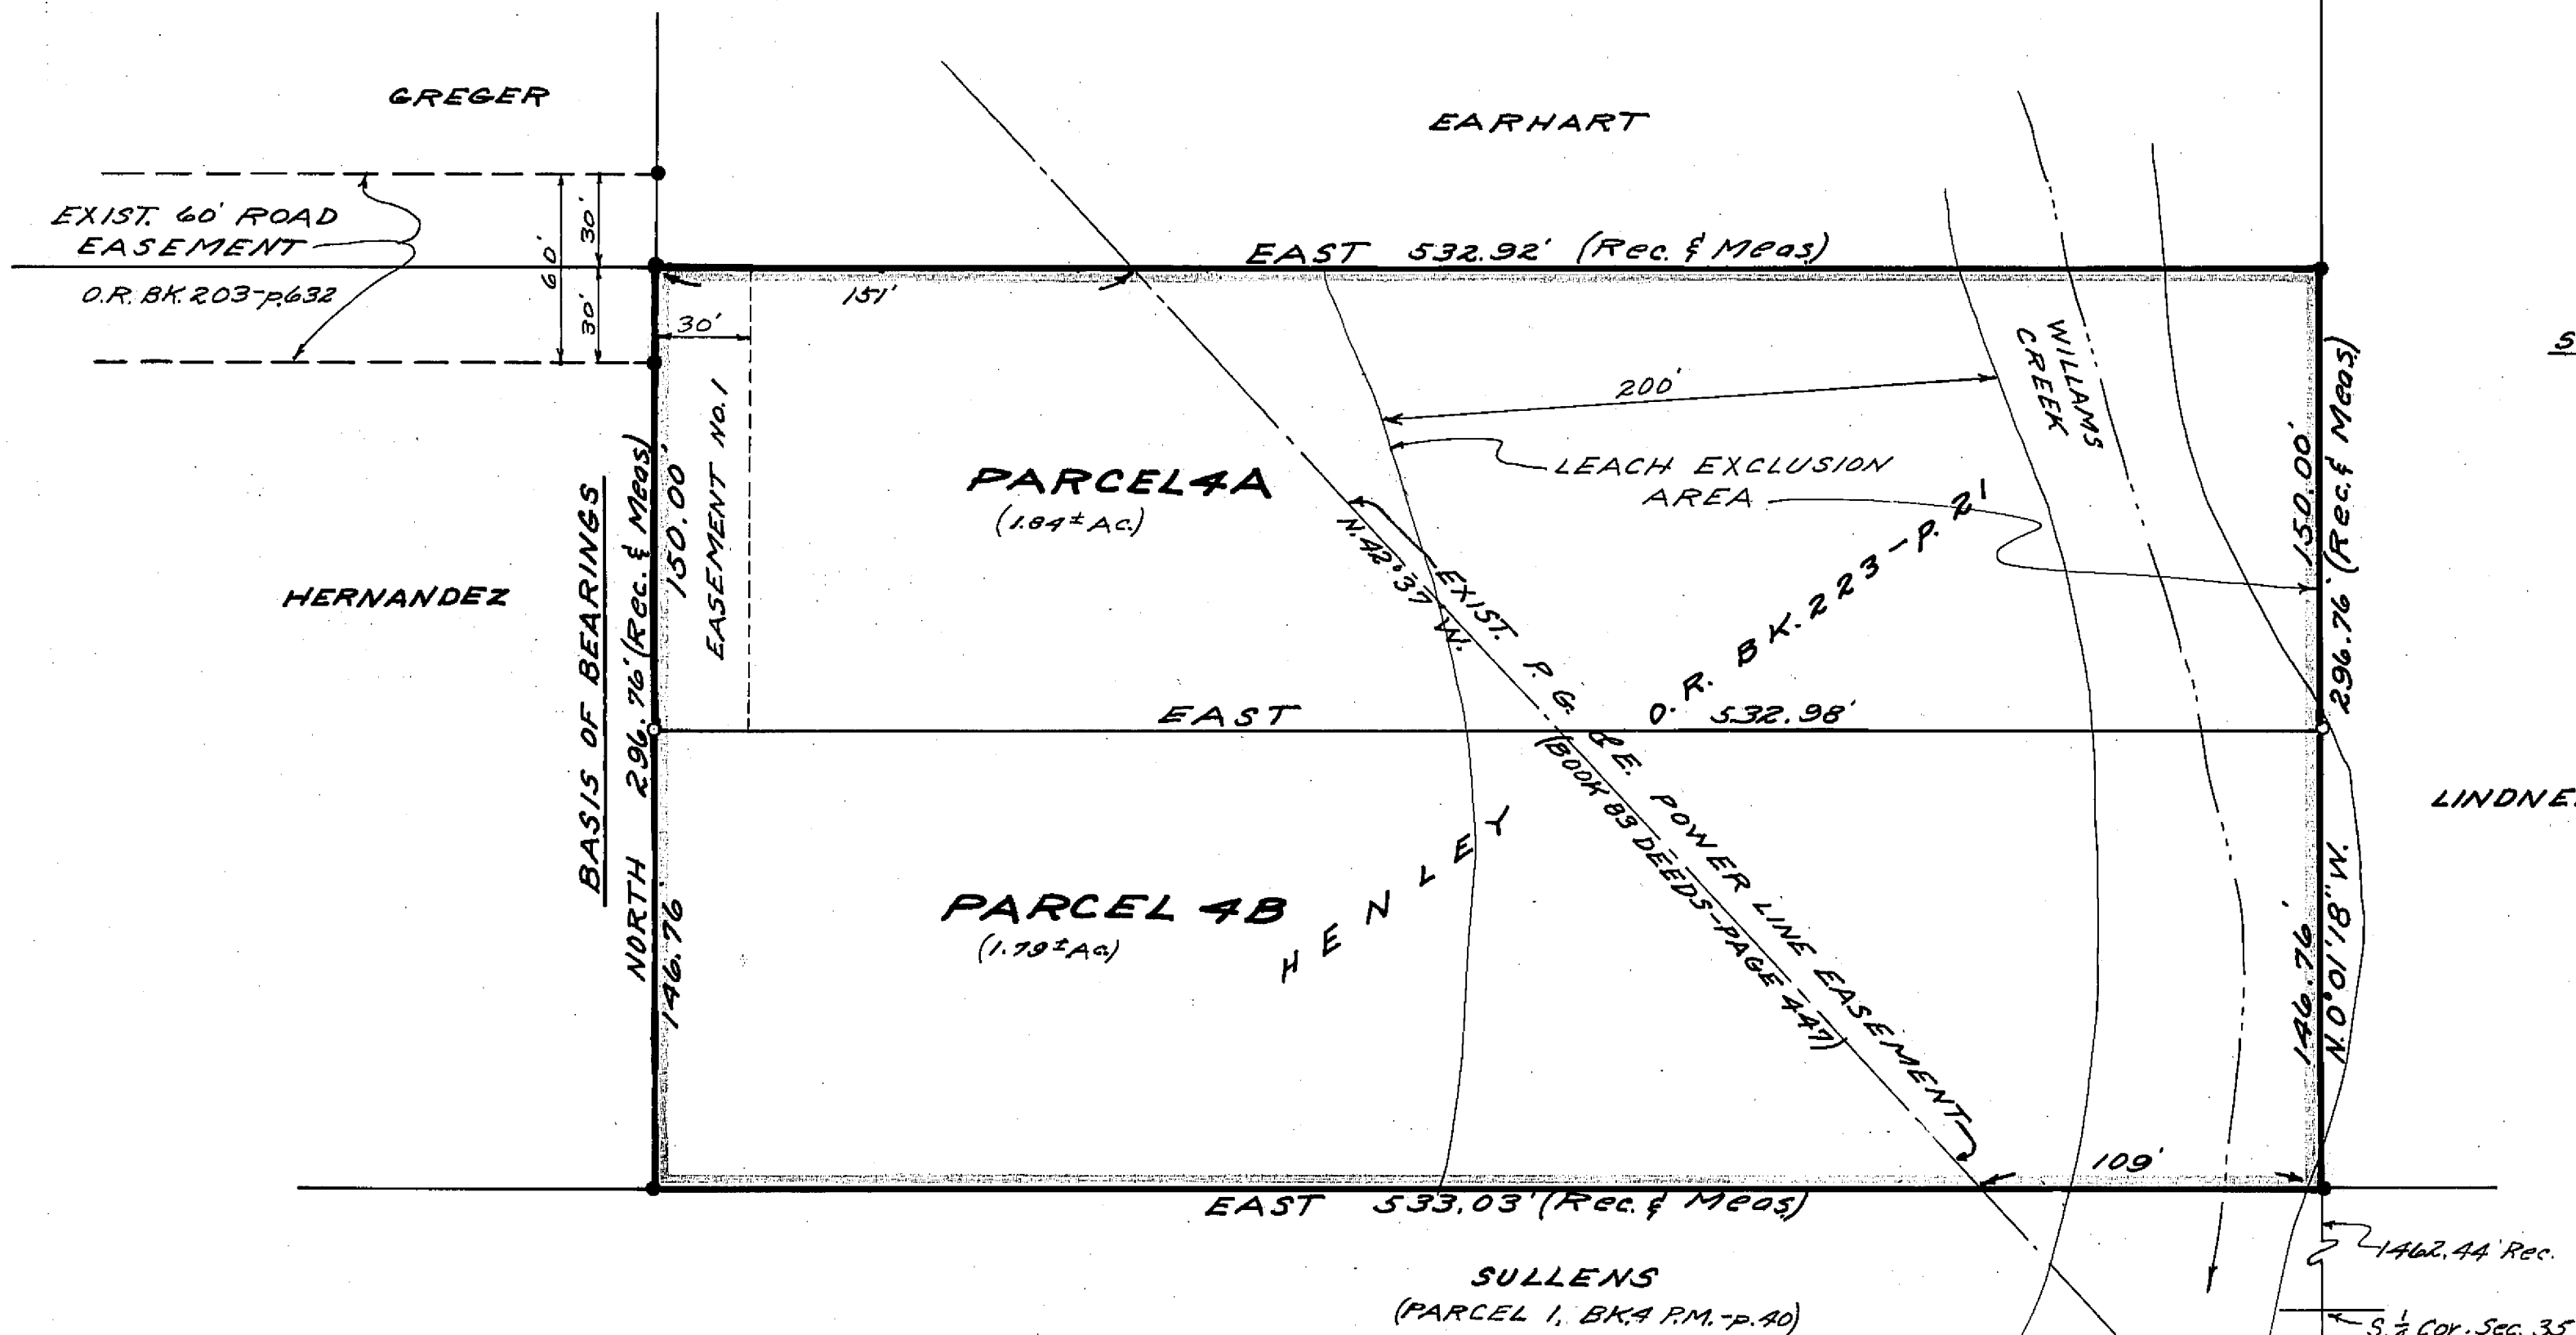 GREGER
EARHART
EXIST. 60' ROAD
EASEMENT
O.R. BK. 203-p.632
60'
30'
30'
EAST 532.92' (Rec. & Meas)
151'
30'
EASEMENT NO. 1
200'
WILLIAMS
CREEK
LEACH EXCLUSION
AREA
PARCEL 4A
(1.84± Ac.)
N. 42°37' W.
EXIST. P. G. & E. POWER LINE EASEMENT
(BOOK 83 DEEDS-PAGE 447)
O. R. BK. 223-P. 21
HENLEY
HERNANDEZ
BASIS OF BEARINGS
NORTH 296.76' (Rec. & Meas)
150.00'
146.76
EAST 532.98'
150.00'
296.76' (Rec. & Meas)
146.76'
N. 0°01'18" W.
S
LINDNE
PARCEL 4B
(1.79± Ac.)
109'
EAST 533.03' (Rec. & Meas)
SULLENS
(PARCEL 1, BK.4 P.M.-p.40)
1462.44' Rec.
Cor. Sec. 35